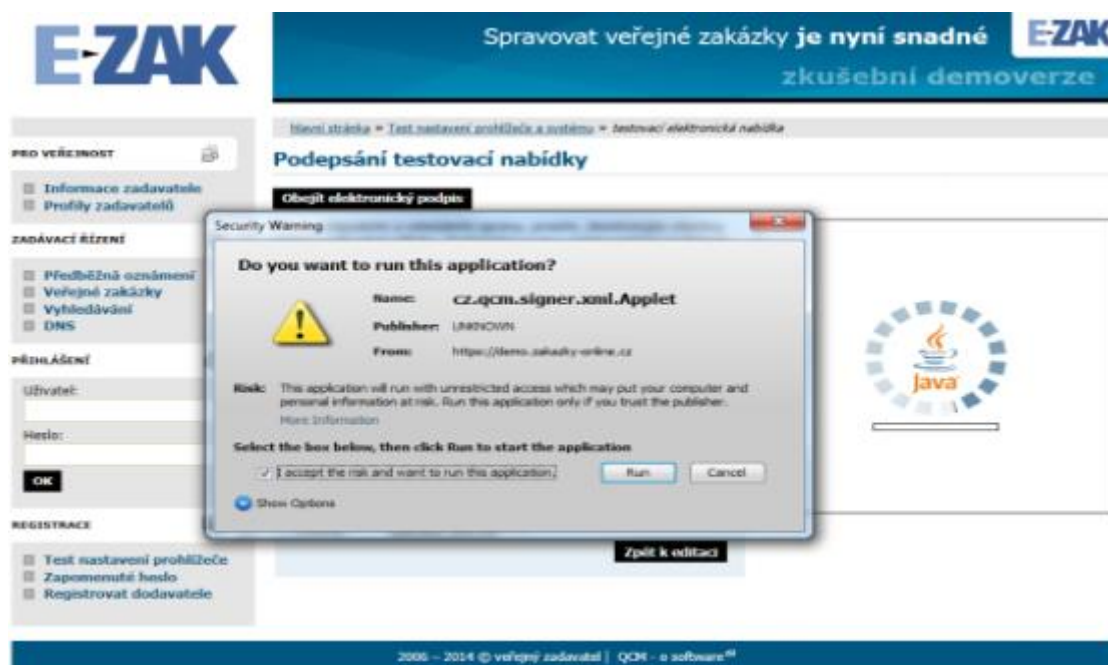 E-ZAK
Spravovat veřejné zakázky je nyní snadné
E-ZAK
zkušební demoverze
hlavní stránka » Test nastavení prohlížeče a systému » testovací elektronická nabídka
PRO VEŘEJNOST
Podepsání testovací nabídky
Informace zadavatele
Profily zadavatelů
Obejít elektronický podpis
ZADÁVACÍ ŘÍZENÍ
Předběžná oznámení
Veřejné zakázky
Vyhledávání
DNS
PŘIHLÁŠENÍ
Uživatel:
Heslo:
OK
REGISTRACE
Test nastavení prohlížeče
Zapomenuté heslo
Registrovat dodavatele
Security Warning
Do you want to run this application?
Name: cz.qcm.signer.xml.Applet
Publisher: UNKNOWN
From: https://demo.zakazky-online.cz
Risk: This application will run with unrestricted access which may put your computer and
personal information at risk. Run this application only if you trust the publisher.
More Information
Select the box below, then click Run to start the application
I accept the risk and want to run this application.
Run
Cancel
Show Options
Java
Zpět k editaci
2006 – 2014 © veřejný zadavatel | QCM - e software